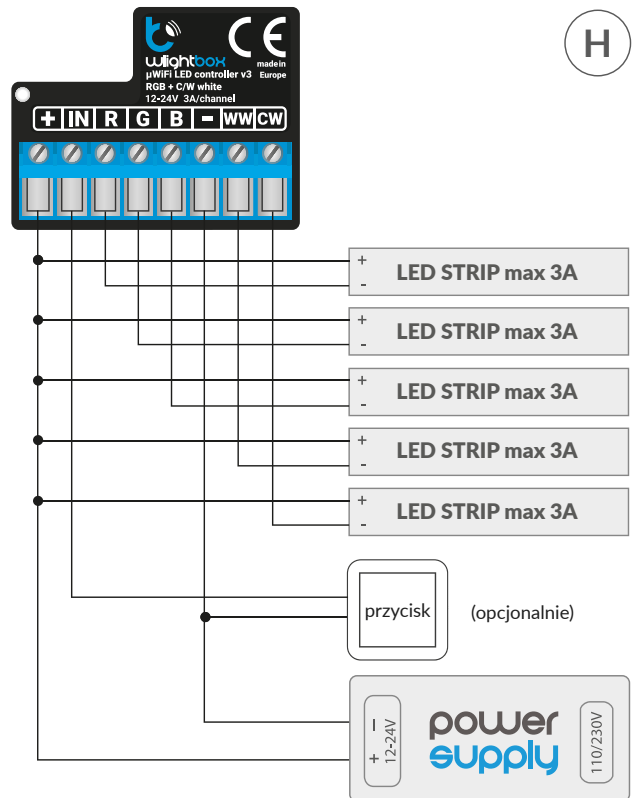 H
wlightbox
CE
made in
Europe
µWiFi LED controller v3
RGB + C/W white
12-24V 3A/channel
+ IN R G B - WW CW
+
-
LED STRIP max 3A
+
-
LED STRIP max 3A
+
-
LED STRIP max 3A
+
-
LED STRIP max 3A
+
-
LED STRIP max 3A
przycisk
(opcjonalnie)
- +
12-24V
power
supply
110/230V